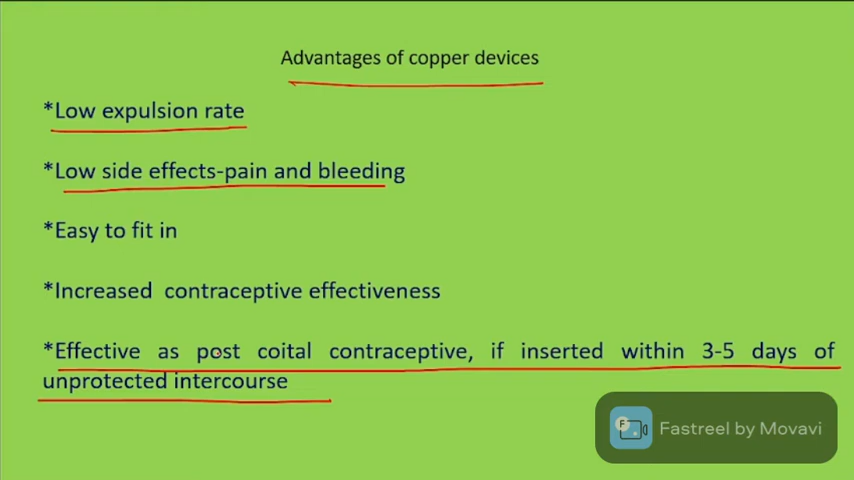 Advantages of copper devices
*Low expulsion rate
*Low side effects-pain and bleeding
*Easy to fit in
*Increased contraceptive effectiveness
*Effective as post coital contraceptive, if inserted within 3-5 days of
unprotected intercourse
F
Fastreel by Movavi